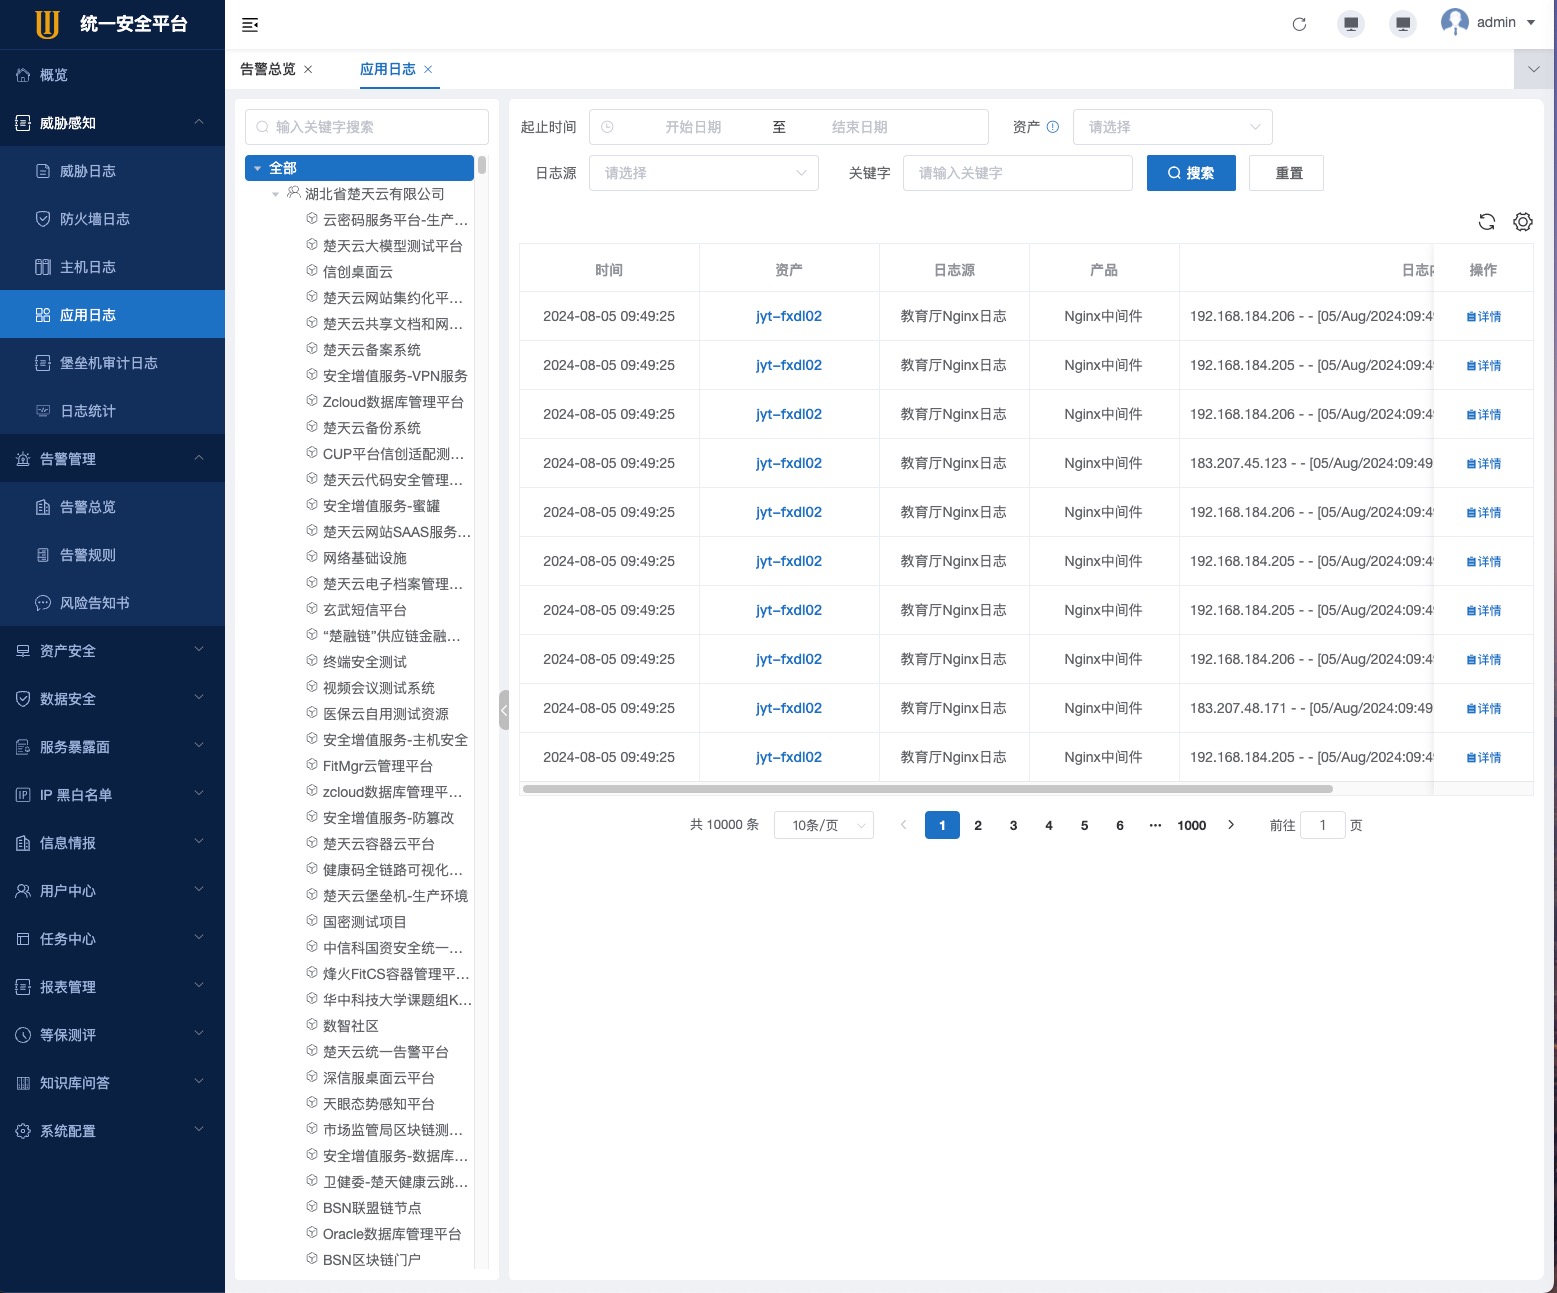 统一安全平台
admin
概览
威胁感知
威胁日志
防火墙日志
主机日志
应用日志
堡垒机审计日志
日志统计
告警管理
告警总览
告警规则
风险告知书
资产安全
数据安全
服务暴露面
IP 黑白名单
信息情报
用户中心
任务中心
报表管理
等保测评
知识库问答
系统配置
告警总览
应用日志
输入关键字搜索
全部
湖北省楚天云有限公司
云密码服务平台-生产...
楚天云大模型测试平台
信创桌面云
楚天云网站集约化平...
楚天云共享文档和网...
楚天云备案系统
安全增值服务-VPN服务
Zcloud数据库管理平台
楚天云备份系统
CUP平台信创适配测...
楚天云代码安全管理...
安全增值服务-蜜罐
楚天云网站SAAS服务...
网络基础设施
楚天云电子档案管理...
玄武短信平台
“楚融链”供应链金融...
终端安全测试
视频会议测试系统
医保云自用测试资源
安全增值服务-主机安全
FitMgr云管理平台
zcloud数据库管理平...
安全增值服务-防篡改
楚天云容器云平台
健康码全链路可视化...
楚天云堡垒机-生产环境
国密测试项目
中信科国资安全统一...
烽火FitCS容器管理平...
华中科技大学课题组K...
数智社区
楚天云统一告警平台
深信服桌面云平台
天眼态势感知平台
市场监管局区块链测...
安全增值服务-数据库...
卫健委-楚天健康云跳...
BSN联盟链节点
Oracle数据库管理平台
BSN区块链门户
起止时间 开始日期 至 结束日期 资产 请选择
日志源 请选择 关键字 请输入关键字 搜索 重置
时间 资产 日志源 产品 日志 操作
2024-08-05 09:49:25 jyt-fxdl02 教育厅Nginx日志 Nginx中间件 192.168.184.206 - - [05/Aug/2024:09:4 详情
2024-08-05 09:49:25 jyt-fxdl02 教育厅Nginx日志 Nginx中间件 192.168.184.205 - - [05/Aug/2024:09:4 详情
2024-08-05 09:49:25 jyt-fxdl02 教育厅Nginx日志 Nginx中间件 192.168.184.206 - - [05/Aug/2024:09:4 详情
2024-08-05 09:49:25 jyt-fxdl02 教育厅Nginx日志 Nginx中间件 183.207.45.123 - - [05/Aug/2024:09:49 详情
2024-08-05 09:49:25 jyt-fxdl02 教育厅Nginx日志 Nginx中间件 192.168.184.206 - - [05/Aug/2024:09:4 详情
2024-08-05 09:49:25 jyt-fxdl02 教育厅Nginx日志 Nginx中间件 192.168.184.205 - - [05/Aug/2024:09:4 详情
2024-08-05 09:49:25 jyt-fxdl02 教育厅Nginx日志 Nginx中间件 192.168.184.205 - - [05/Aug/2024:09:4 详情
2024-08-05 09:49:25 jyt-fxdl02 教育厅Nginx日志 Nginx中间件 192.168.184.206 - - [05/Aug/2024:09:4 详情
2024-08-05 09:49:25 jyt-fxdl02 教育厅Nginx日志 Nginx中间件 183.207.48.171 - - [05/Aug/2024:09:49 详情
2024-08-05 09:49:25 jyt-fxdl02 教育厅Nginx日志 Nginx中间件 192.168.184.205 - - [05/Aug/2024:09:4 详情
共 10000 条 10条/页 1 2 3 4 5 6 ... 1000 前往 1 页